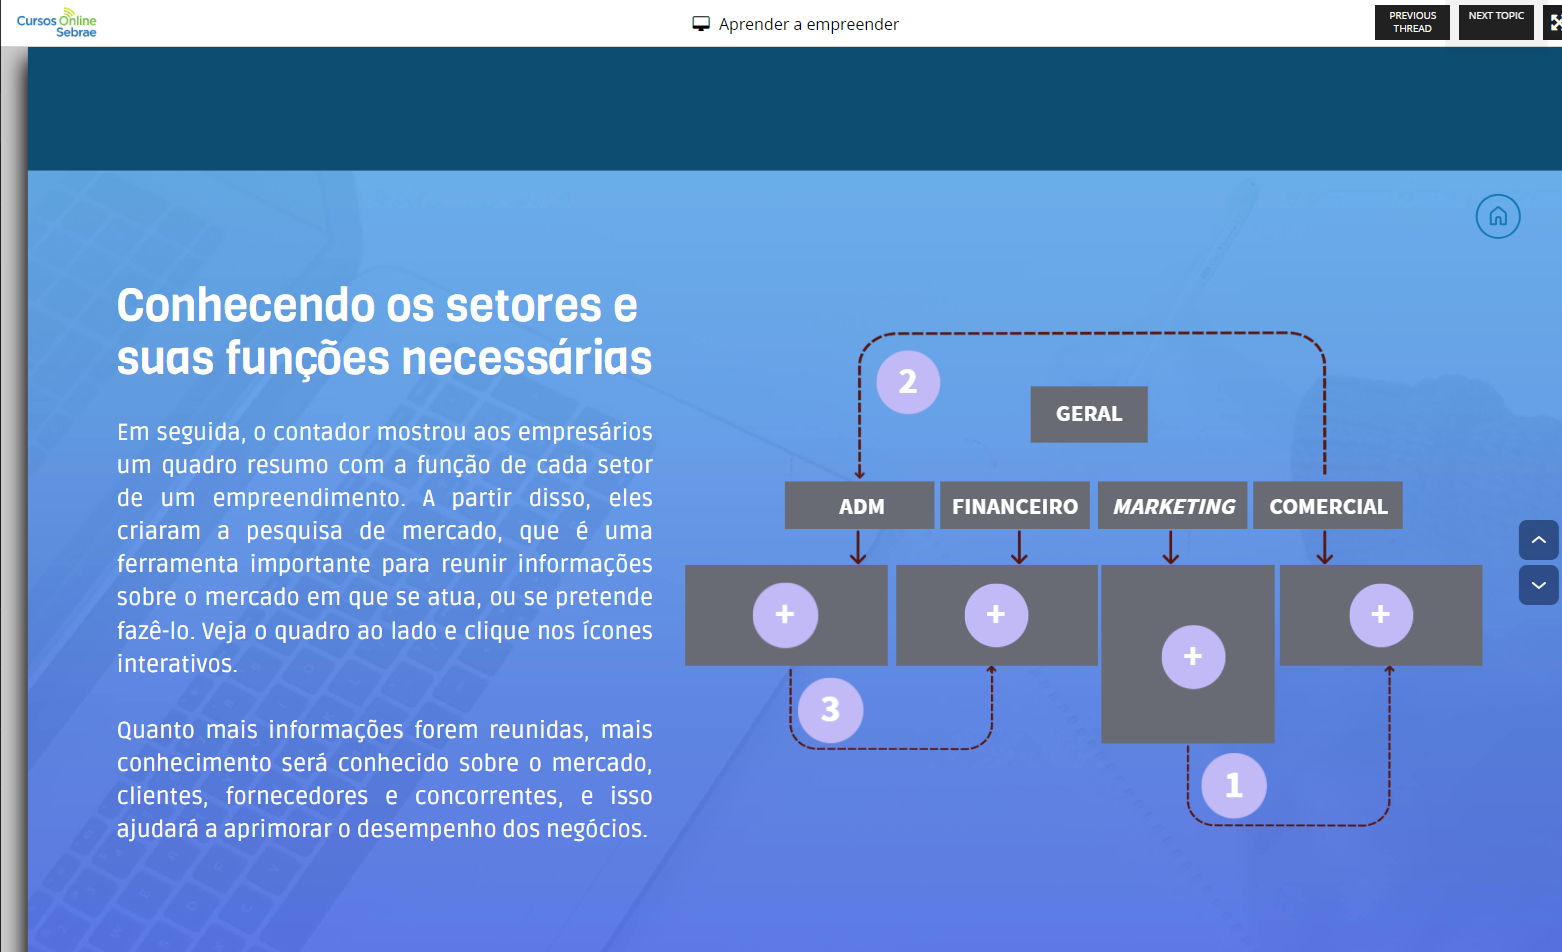 Cursos Online
Sebrae
Aprender a empreender
PREVIOUS
THREAD
NEXT TOPIC
Conhecendo os setores e
suas funções necessárias
Em seguida, o contador mostrou aos empresários
um quadro resumo com a função de cada setor
de um empreendimento. A partir disso, eles
criaram a pesquisa de mercado, que é uma
ferramenta importante para reunir informações
sobre o mercado em que se atua, ou se pretende
fazê-lo. Veja o quadro ao lado e clique nos ícones
interativos.
Quanto mais informações forem reunidas, mais
conhecimento será conhecido sobre o mercado,
clientes, fornecedores e concorrentes, e isso
ajudará a aprimorar o desempenho dos negócios.
2
GERAL
ADM FINANCEIRO MARKETING COMERCIAL
+ + + +
3
1